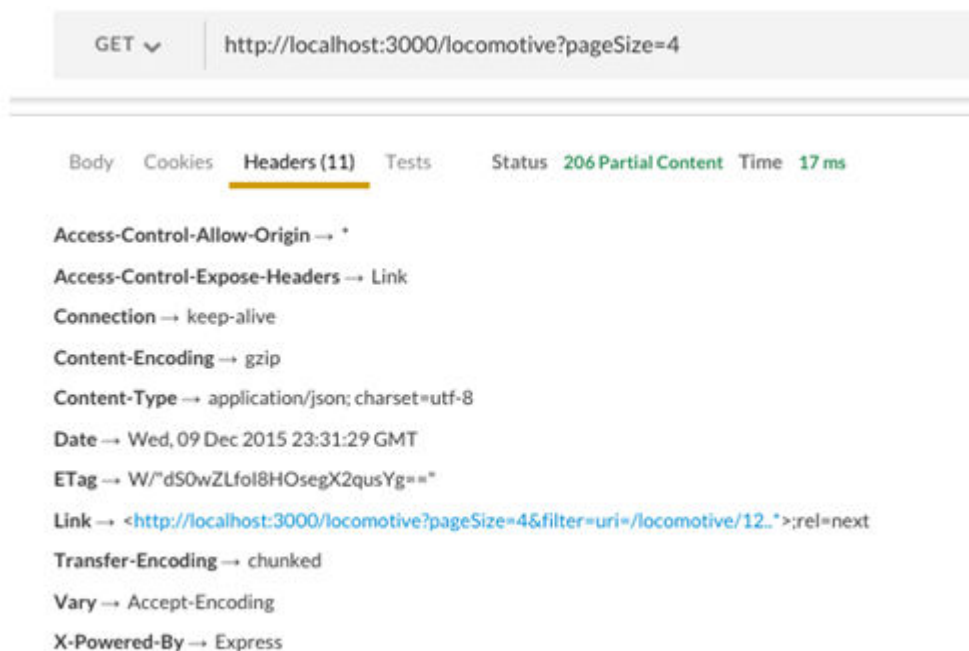 GET http://localhost:3000/locomotive?pageSize=4
Body Cookies Headers (11) Tests Status 206 Partial Content Time 17 ms
Access-Control-Allow-Origin → *
Access-Control-Expose-Headers → Link
Connection → keep-alive
Content-Encoding → gzip
Content-Type → application/json; charset=utf-8
Date → Wed, 09 Dec 2015 23:31:29 GMT
ETag → W/"dS0wZLfoI8HOsegX2qusYg=="
Link → <http://localhost:3000/locomotive?pageSize=4&filter=uri=/locomotive/12..*>;rel=next
Transfer-Encoding → chunked
Vary → Accept-Encoding
X-Powered-By → Express